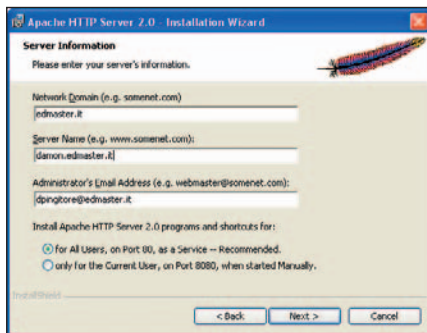 Apache HTTP Server 2.0 - Installation Wizard
Server Information
Please enter your server's information.
Network Domain (e.g. somenet.com)
edmaster.it
Server Name (e.g. www.somenet.com):
damon.edmaster.it
Administrator's Email Address (e.g. webmaster@somenet.com):
dpingitore@edmaster.it
Install Apache HTTP Server 2.0 programs and shortcuts for:
for All Users, on Port 80, as a Service -- Recommended.
only for the Current User, on Port 8080, when started Manually.
InstallShield
< Back Next > Cancel